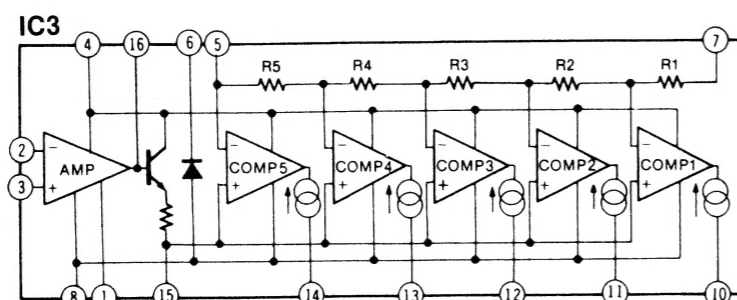 IC3
4 16 6 5 7
R5 R4 R3 R2 R1
2 − AMP COMP5 COMP4 COMP3 COMP2 COMP1
3 +
− + − + − + − + − +
8 1 15 14 13 12 11 10